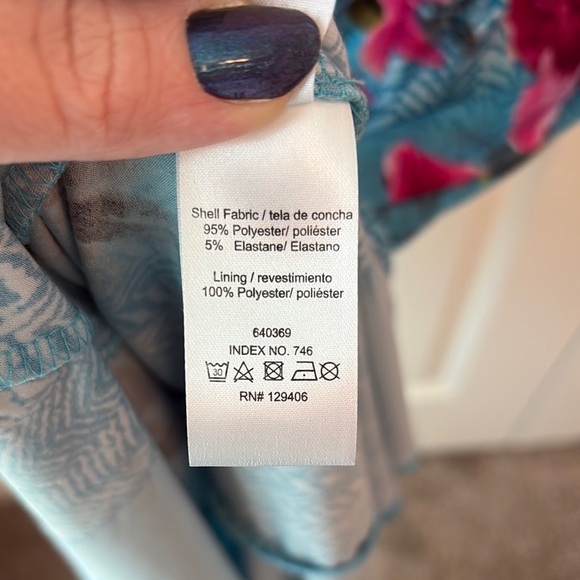 Shell Fabric / tela de concha
95% Polyester/ poliéster
5% Elastane/ Elastano
Lining / revestimiento
100% Polyester/ poliéster
640369
INDEX NO. 746
30
RN# 129406